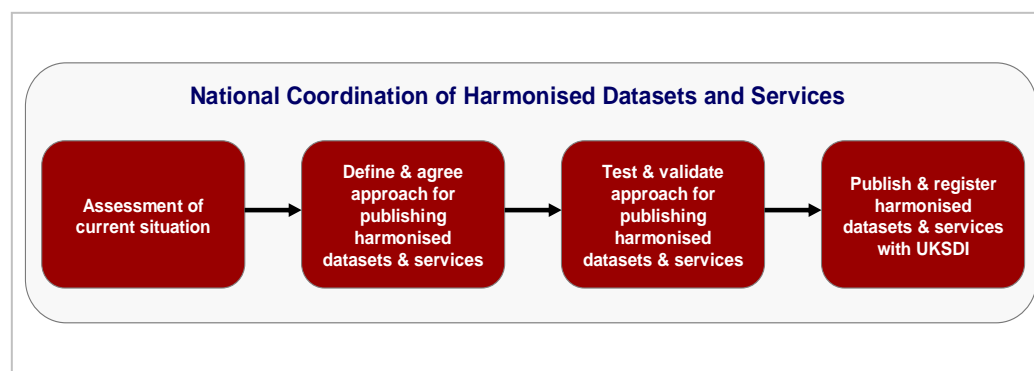 National Coordination of Harmonised Datasets and Services
Assessment of
current situation
Define & agree
approach for
publishing
harmonised
datasets & services
Test & validate
approach for
publishing
harmonised
datasets & services
Publish & register
harmonised
datasets & services
with UKSDI